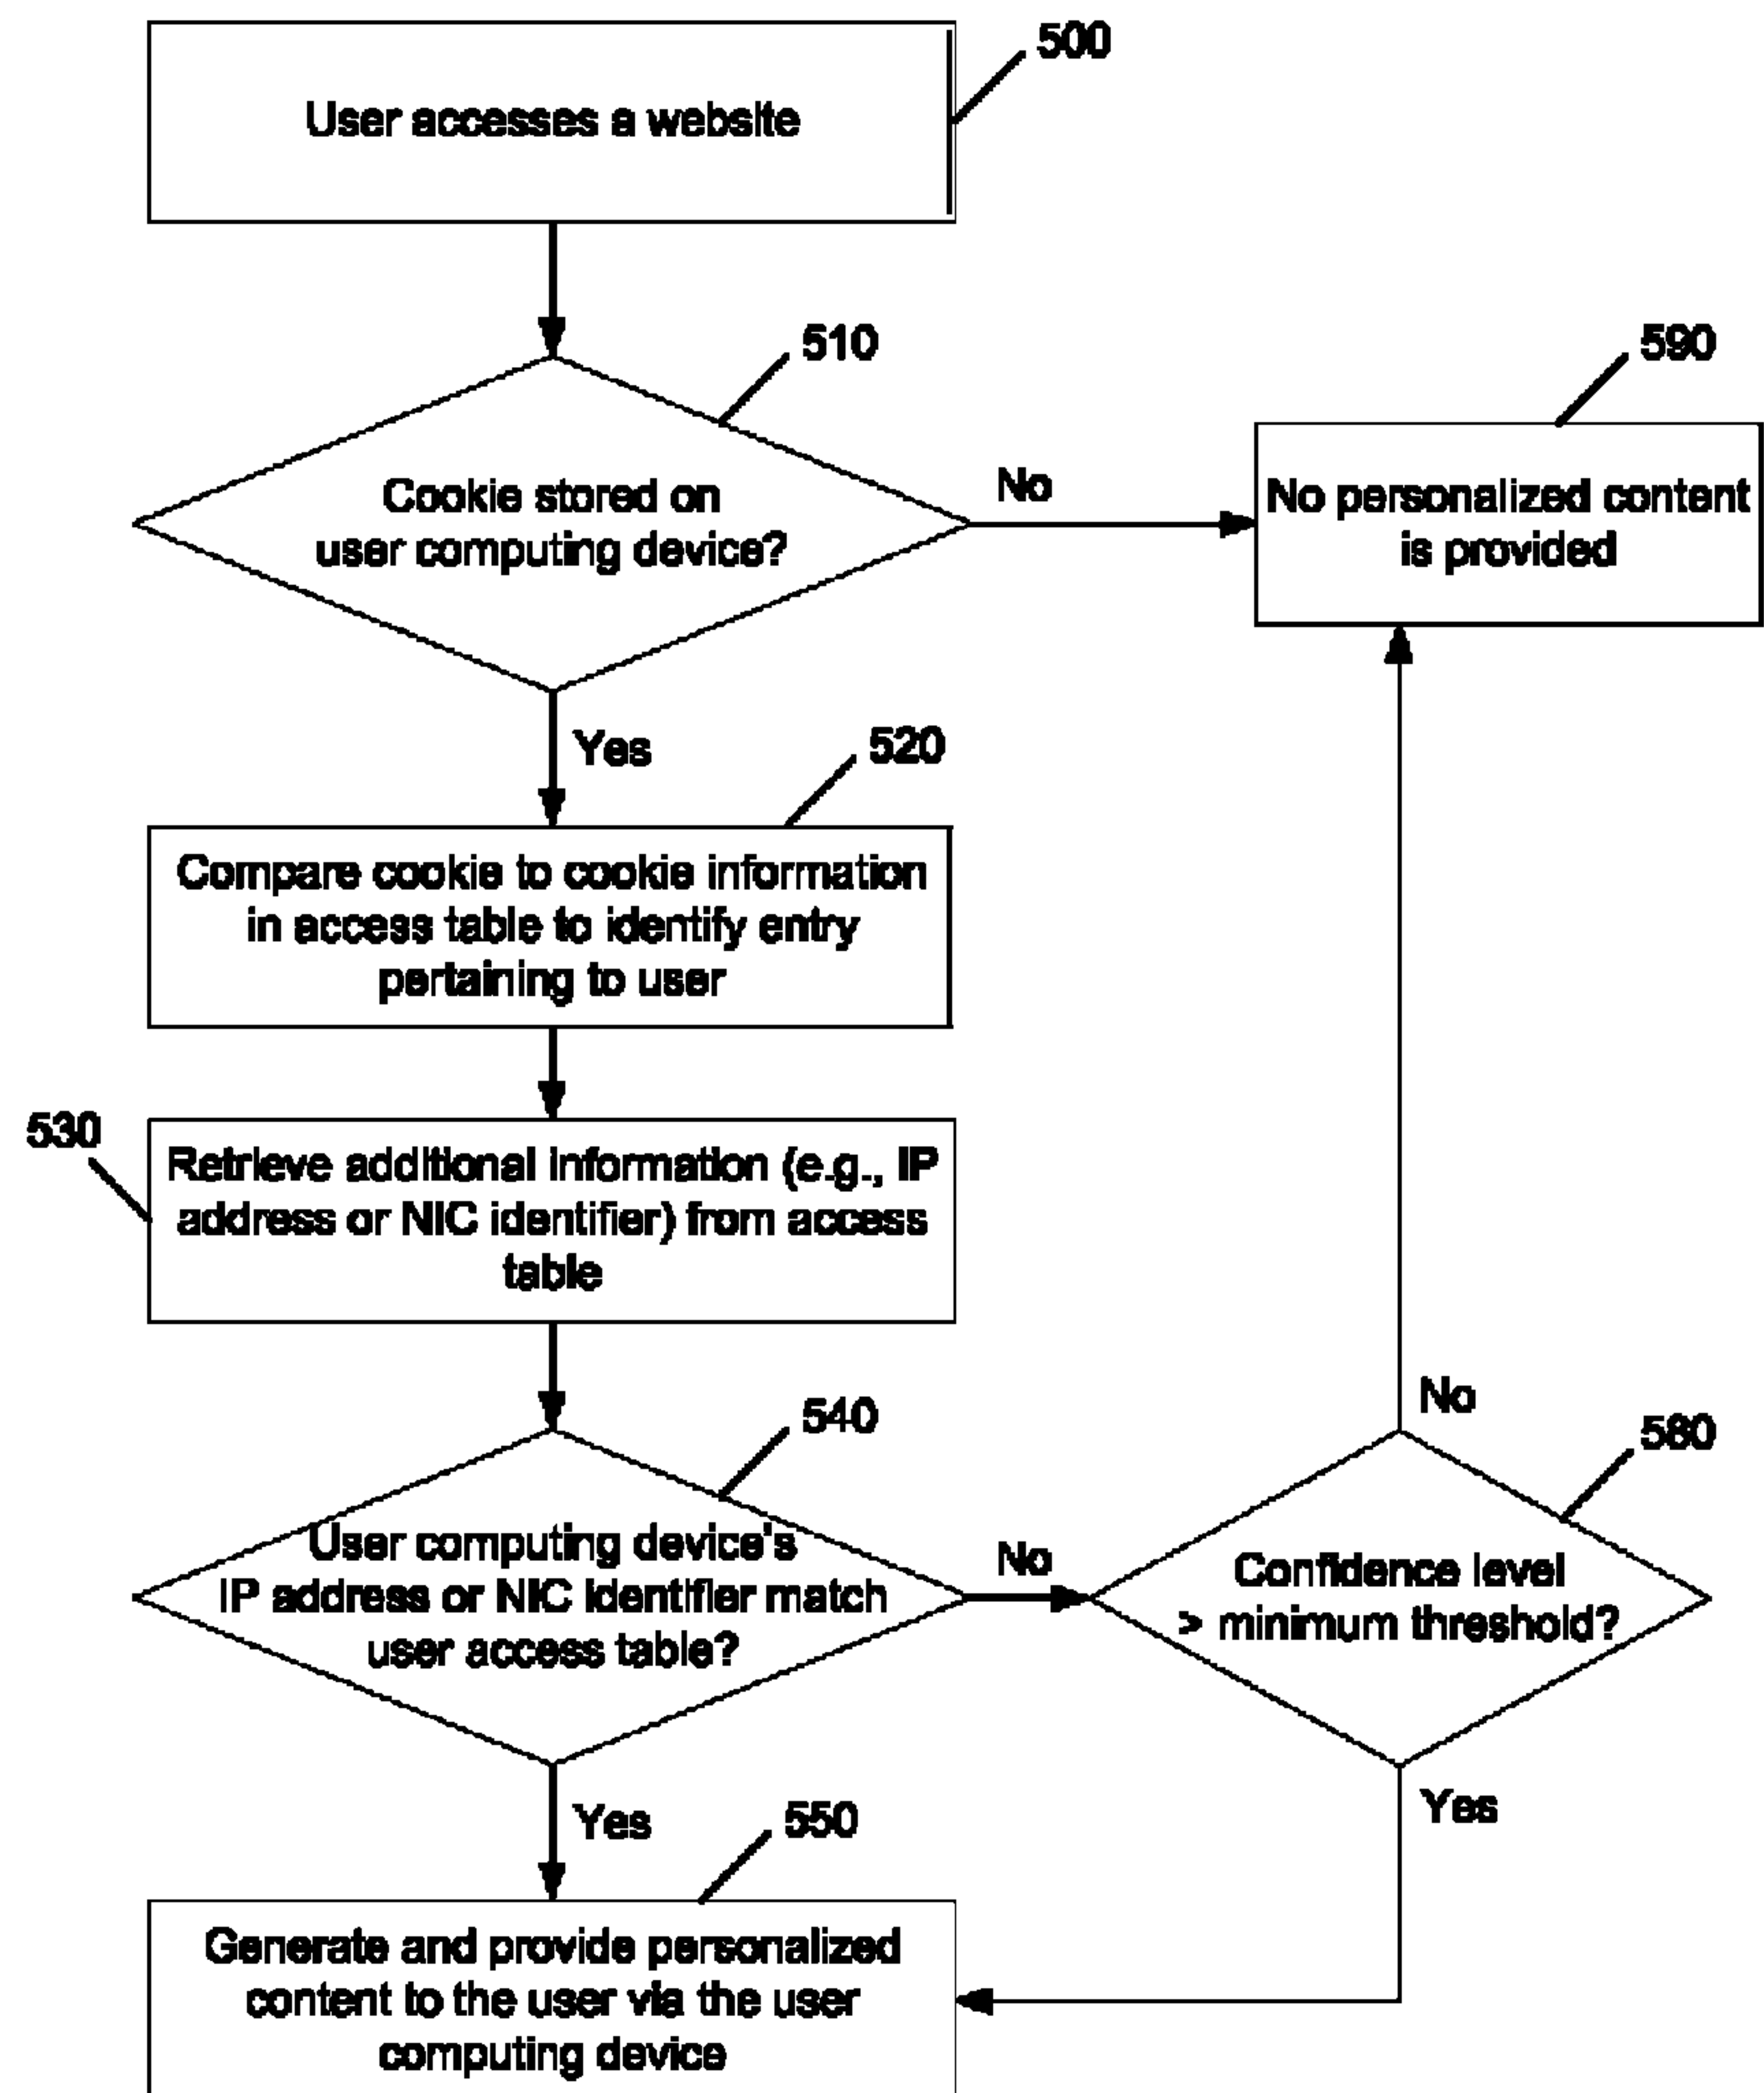 500
User accesses a website
510
590
Cookie stored on
user computing device?
No
No personalized content
is provided
Yes
520
Compare cookie to cookie information
in access table to identify entry
pertaining to user
530
Retrieve additional information (e.g., IP
address or NIC identifier) from access
table
540
No
580
User computing device's
IP address or NIC identifier match
user access table?
No
Confidence level
> minimum threshold?
Yes
550
Yes
Generate and provide personalized
content to the user via the user
computing device